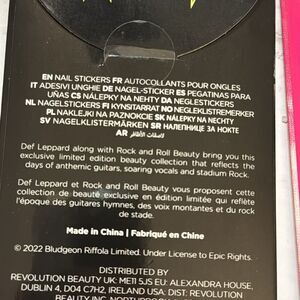 EN NAIL STICKERS FR AUTOCOLLANTS POUR ONGLES
IT ADESIVI UNGHIE DE NAGEL-STICKER ES PEGATINAS PARA
UÑAS CS NÁLEPKY NA NEHTY DA NEGLESTICKERS
NL NAGELSTICKERS FI KYNSITARRAT NO NEGLEKLISTREMERKER
PL NAKLEJKI NA PAZNOKCIE SK NÁLEPKY NA NECHTY
SV NAGELKLISTERMÄRKEN SR НАЛЕПНИЦЕ ЗА НОКТЕ
AR ملصقات أظافر
Def Leppard along with Rock and Roll Beauty bring you this
exclusive limited edition beauty collection that reflects the
days of anthemic guitars, soaring vocals and stadium Rock.
Def Leppard et Rock and Roll Beauty vous proposent cette
collection de beauté exclusive en édition limitée qui reflète
l'époque des guitares hymnes, des voix montantes et du rock
de stade.
Made in China | Fabriqué en Chine
© 2022 Bludgeon Riffola Limited. Under License to Epic Rights.
DISTRIBUTED BY
REVOLUTION BEAUTY UK: ME11 5JS EU: ALEXANDRA HOUSE,
DUBLIN 4, D04 C7H2, IRELAND USA: DIST: REVOLUTION